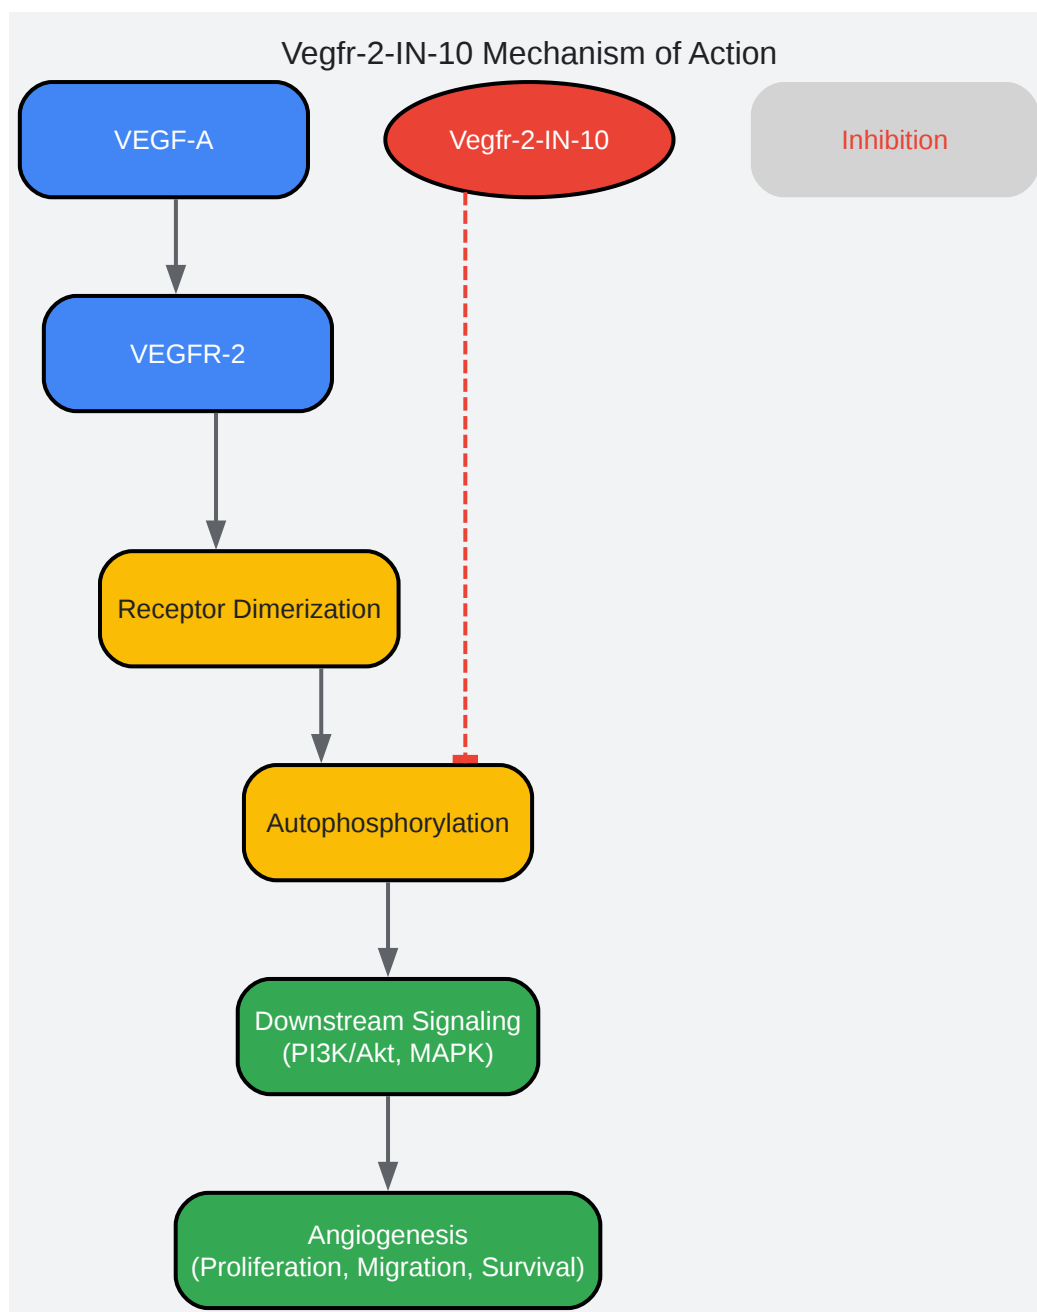 Vegfr-2-IN-10 Mechanism of Action
VEGF-A
Vegfr-2-IN-10
Inhibition
VEGFR-2
Receptor Dimerization
Autophosphorylation
Downstream Signaling
(PI3K/Akt, MAPK)
Angiogenesis
(Proliferation, Migration, Survival)